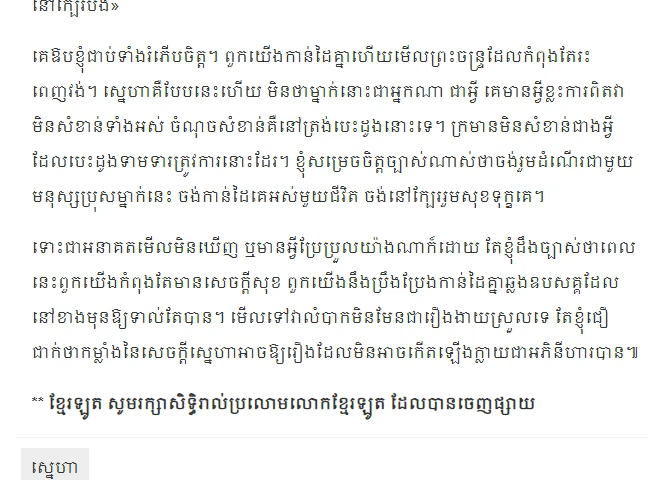 នៅក្បែរបង»
គេឱបខ្ញុំជាប់ទាំងរំភើបចិត្ត។ ពួកយើងកាន់ដៃគ្នាហើយមើលព្រះចន្ទ្រដែលកំពុងតែរះ
ពេញវង់។ ស្នេហាគឺបែបនេះហើយ មិនថាម្នាក់នោះជាអ្នកណា ជាអ្វី គេមានអ្វីខ្លះការពិតវា
មិនសំខាន់ទាំងអស់ ចំណុចសំខាន់គឺនៅត្រង់បេះដូងនោះទេ។ ក្រមានមិនសំខាន់ជាងអ្វី
ដែលបេះដូងទាមទារត្រូវការនោះដែរ។ ខ្ញុំសម្រេចចិត្តច្បាស់ណាស់ថាចង់រួមដំណើរជាមួយ
មនុស្សប្រុសម្នាក់នេះ ចង់កាន់ដៃគេអស់មួយជីវិត ចង់នៅក្បែររួមសុខទុក្ខគេ។
ទោះជាអនាគតមើលមិនឃើញ ឬមានអ្វីប្រែប្រួលយ៉ាងណាក៏ដោយ តែខ្ញុំដឹងច្បាស់ថាពេល
នេះពួកយើងកំពុងតែមានសេចក្ដីសុខ ពួកយើងនឹងប្រឹងប្រែងកាន់ដៃគ្នាឆ្លងឧបសគ្គដែល
នៅខាងមុខឱ្យទាល់តែបាន។ មើលទៅវាលំបាកមិនមែនជារឿងងាយស្រួលទេ តែខ្ញុំជឿ
ជាក់ថាកម្លាំងនៃសេចក្ដីស្នេហាអាចឱ្យរឿងដែលមិនអាចកើតឡើងក្លាយជាអភិនីហារបាន៕
** ខ្មែរឡូត សូមរក្សាសិទ្ធិរាល់ប្រលោមលោកខ្មែរឡូត ដែលបានចេញផ្សាយ
ស្នេហា